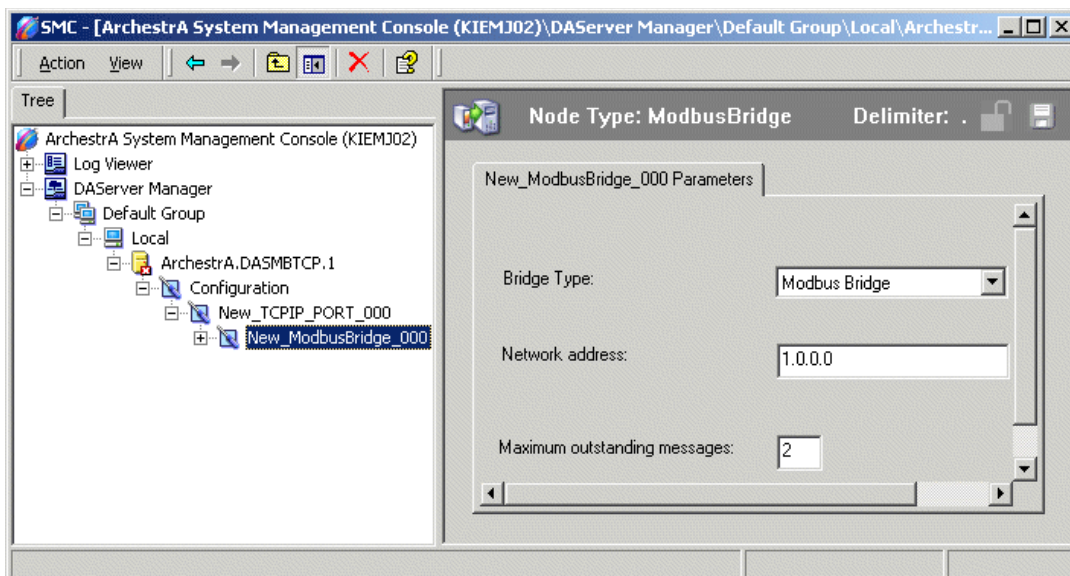 SMC - [ArchestrA System Management Console (KIEMJ02)\DAServer Manager\Default Group\Local\Archestr...
Action View
Tree
ArchestrA System Management Console (KIEMJ02)
Log Viewer
DAServer Manager
Default Group
Local
ArchestrA.DASMBTCP.1
Configuration
New_TCPIP_PORT_000
New_ModbusBridge_000
Node Type: ModbusBridge Delimiter: .
New_ModbusBridge_000 Parameters
Bridge Type: Modbus Bridge
Network address: 1.0.0.0
Maximum outstanding messages: 2